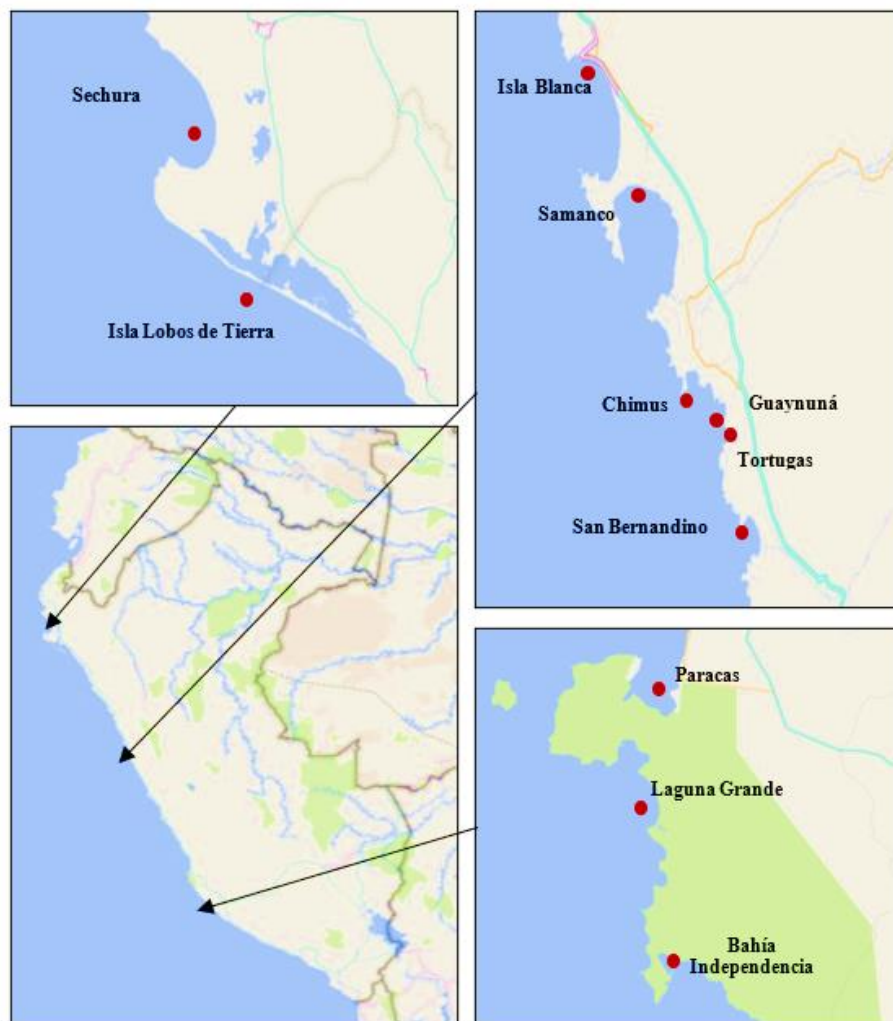 Sechura
Isla Lobos de Tierra
Isla Blanca
Samanco
Chimus
Guaynuná
Tortugas
San Bernandino
Paracas
Laguna Grande
Bahía
Independencia